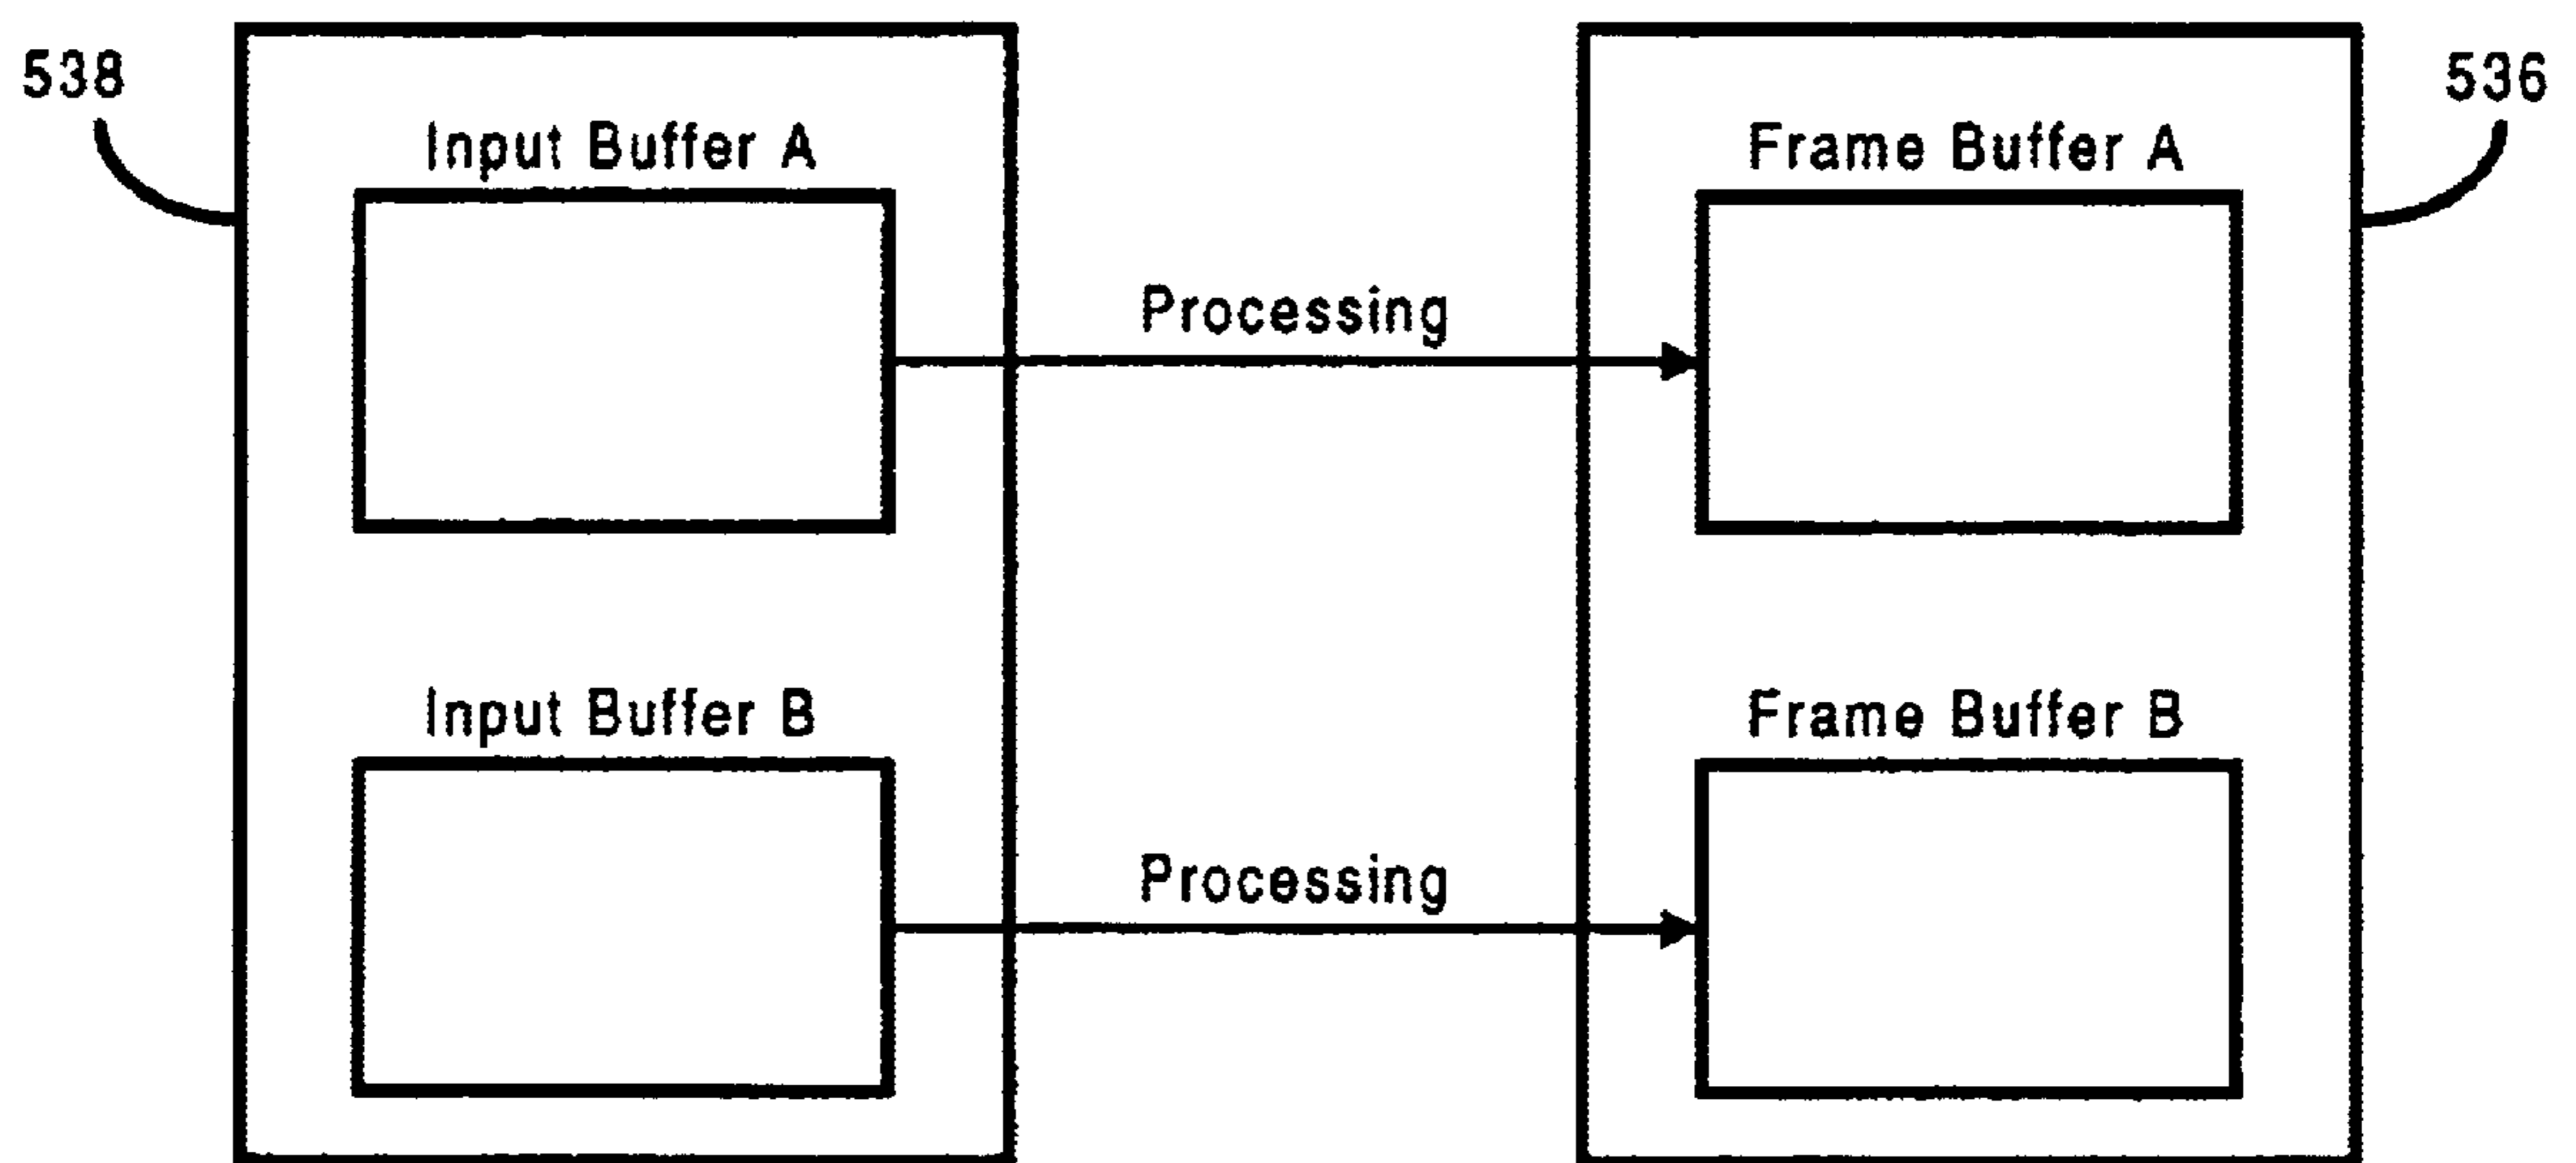 538
536
Input Buffer A
Frame Buffer A
Processing
Input Buffer B
Frame Buffer B
Processing